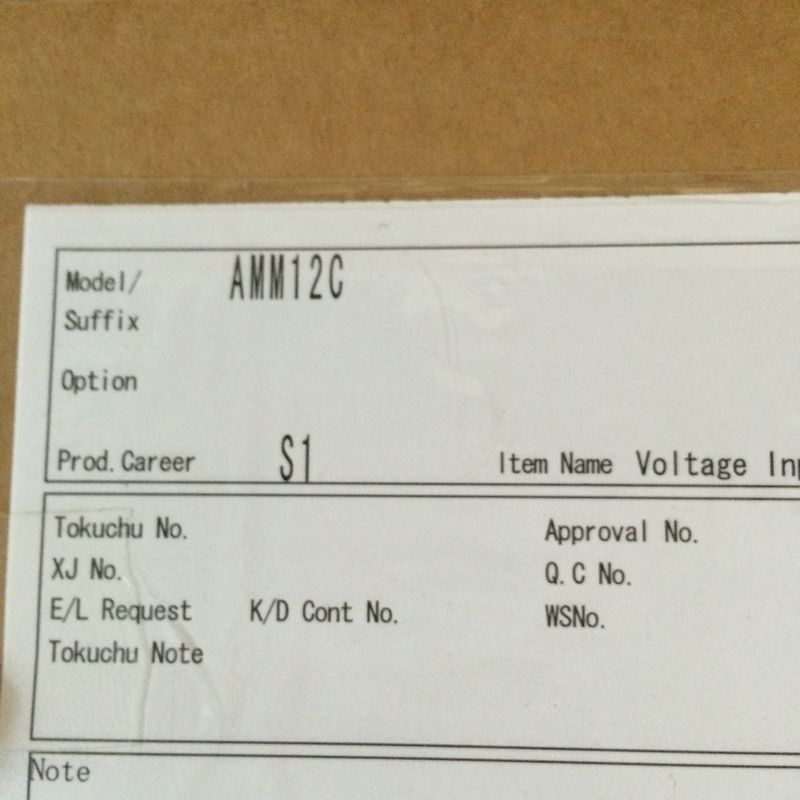 Model/ AMM12C
Suffix
Option
Prod. Career S1 Item Name Voltage
Tokuchu No. Approval No.
XJ No. Q.C No.
E/L Request K/D Cont No. WSNo.
Tokuchu Note
Note